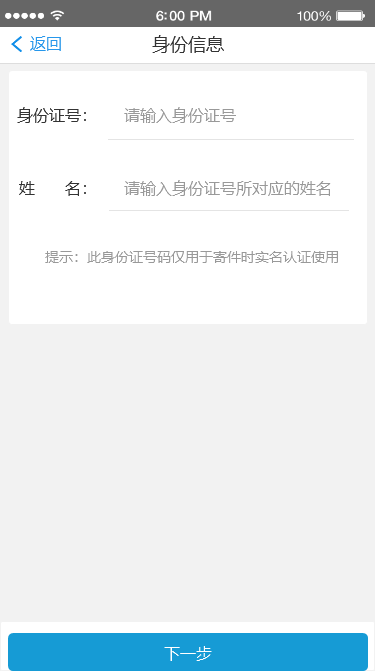 6:00 PM 100%
返回 身份信息
身份证号: 请输入身份证号
姓 名: 请输入身份证号所对应的姓名
提示: 此身份证号码仅用于寄件时实名认证使用
下一步